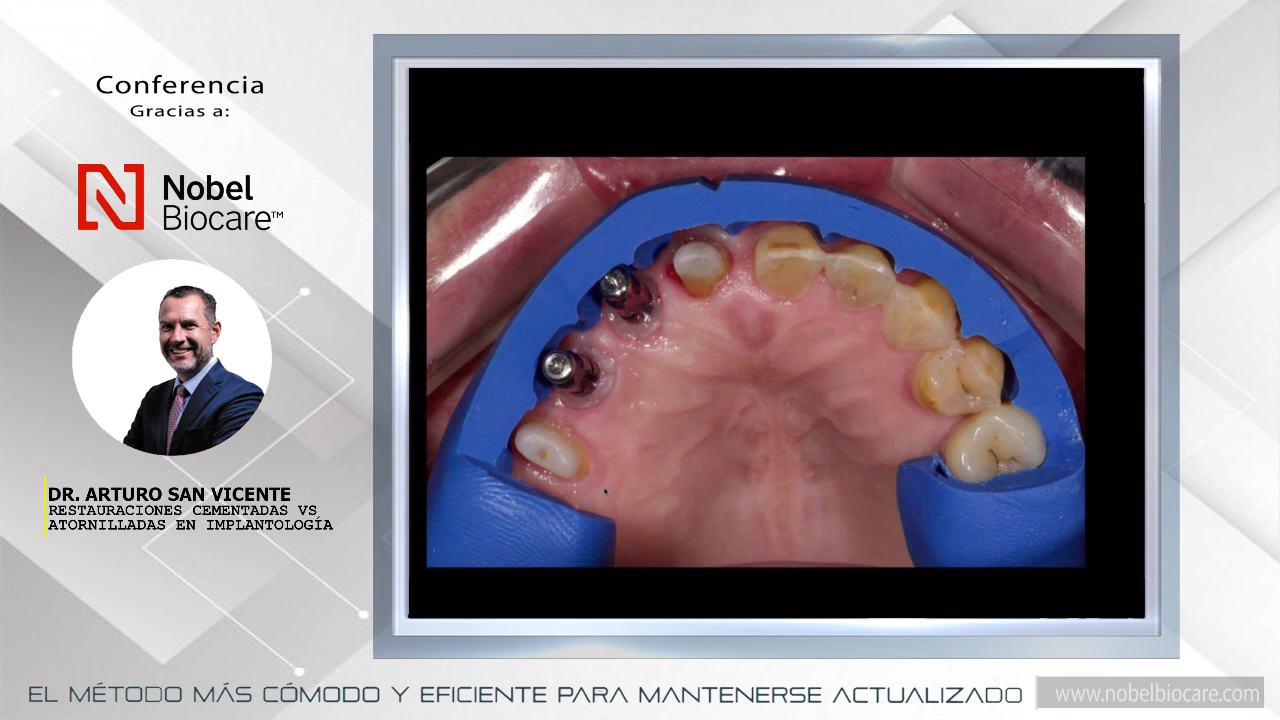 Conferencia
Gracias a:
Nobel
Biocare™
DR. ARTURO SAN VICENTE
RESTAURACIONES CEMENTADAS VS
ATORNILLADAS EN IMPLANTOLOGÍA
EL MÉTODO MÁS CÓMODO Y EFICIENTE PARA MANTENERSE ACTUALIZADO
www.nobelbiocare.com